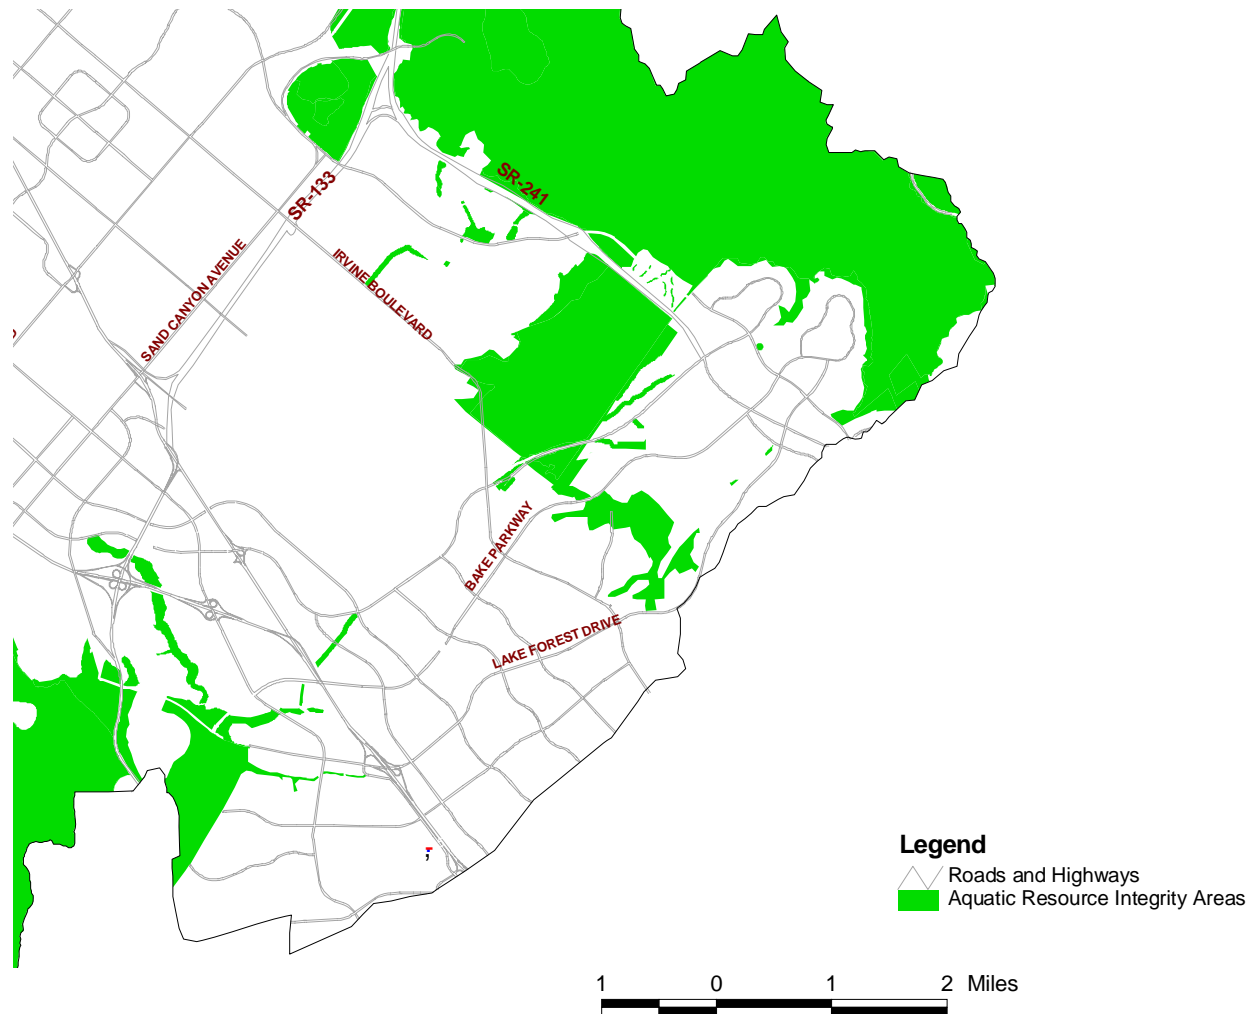 SR-241
SR-133
SAND CANYON AVENUE
IRVINE BOULEVARD
BAKE PARKWAY
LAKE FOREST DRIVE
Legend
Roads and Highways
Aquatic Resource Integrity Areas
1 0 1 2 Miles